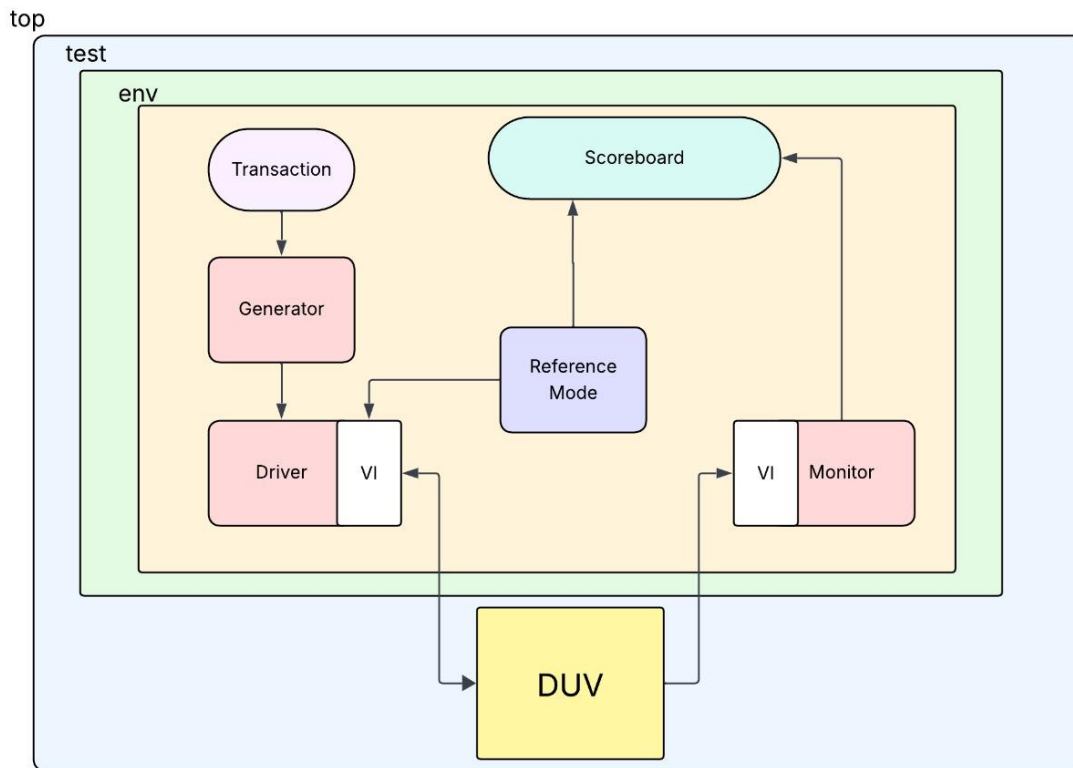 top
test
env
Transaction
Scoreboard
Generator
Reference
Mode
Driver
VI
VI
Monitor
DUV